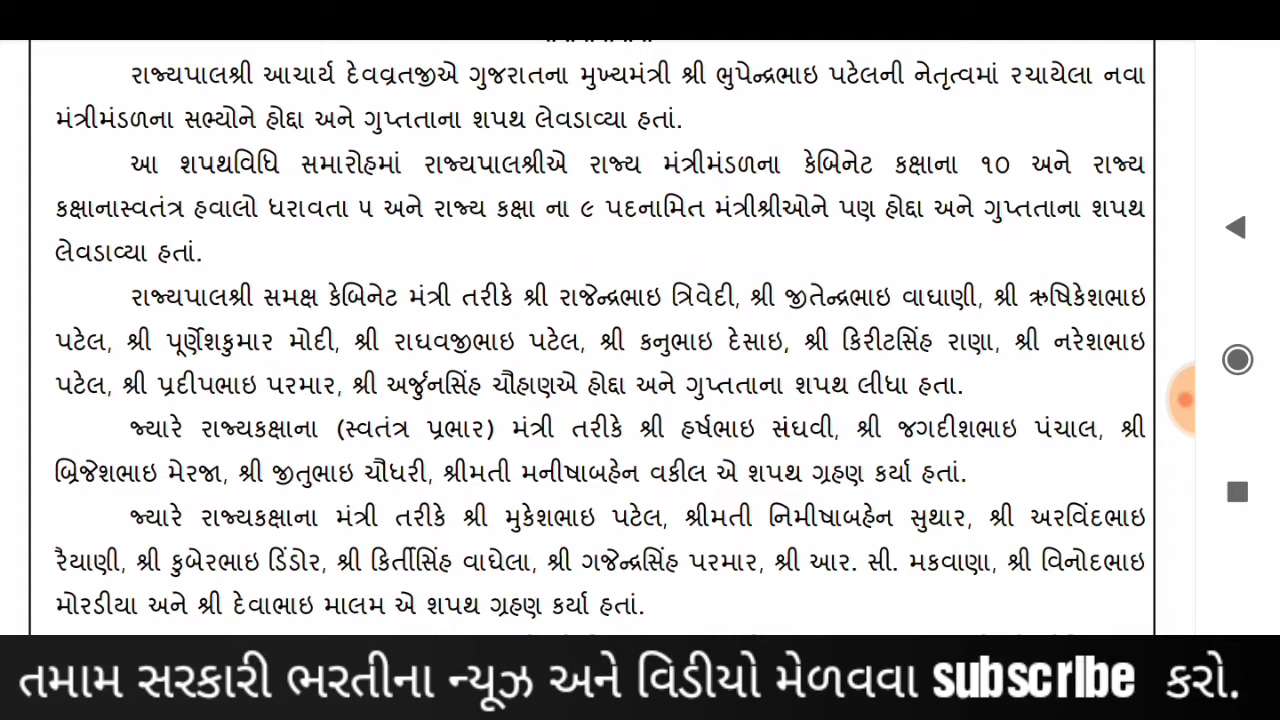 રાજ્યપાલશ્રી આચાર્ય દેવવ્રતજીએ ગુજરાતના મુખ્યમંત્રી શ્રી ભુપેન્દ્રભાઇ પટેલની નેતૃત્વમાં રચાયેલા નવા
મંત્રીમંડળના સભ્યોને હોદ્દા અને ગુપ્તતાના શપથ લેવડાવ્યા હતાં.
આ શપથવિધિ સમારોહમાં રાજ્યપાલશ્રીએ રાજ્ય મંત્રીમંડળના કેબિનેટ કક્ષાના ૧૦ અને રાજ્ય
કક્ષાનાસ્વતંત્ર હવાલો ધરાવતા ૫ અને રાજ્ય કક્ષા ના ૯ પદનામિત મંત્રીશ્રીઓને પણ હોદ્દા અને ગુપ્તતાના શપથ
લેવડાવ્યા હતાં.
રાજ્યપાલશ્રી સમક્ષ કેબિનેટ મંત્રી તરીકે શ્રી રાજેન્દ્રભાઇ ત્રિવેદી, શ્રી જીતેન્દ્રભાઇ વાઘાણી, શ્રી ઋષિકેશભાઇ
પટેલ, શ્રી પૂર્ણેશકુમાર મોદી, શ્રી રાઘવજીભાઇ પટેલ, શ્રી કનુભાઇ દેસાઇ, શ્રી કિરીટસિંહ રાણા, શ્રી નરેશભાઇ
પટેલ, શ્રી પ્રદીપભાઇ પરમાર, શ્રી અર્જુનસિંહ ચૌહાણએ હોદ્દા અને ગુપ્તતાના શપથ લીધા હતા.
જ્યારે રાજ્યકક્ષાના (સ્વતંત્ર પ્રભાર) મંત્રી તરીકે શ્રી હર્ષભાઇ સંઘવી, શ્રી જગદીશભાઇ પંચાલ, શ્રી
બ્રિજેશભાઇ મેરજા, શ્રી જીતુભાઇ ચૌધરી, શ્રીમતી મનીષાબહેન વકીલ એ શપથ ગ્રહણ કર્યા હતાં.
જ્યારે રાજ્યકક્ષાના મંત્રી તરીકે શ્રી મુકેશભાઇ પટેલ, શ્રીમતી નિમીષાબહેન સુથાર, શ્રી અરવિંદભાઇ
રૈયાણી, શ્રી કુબેરભાઇ ડિંડોર, શ્રી કિર્તીસિંહ વાઘેલા, શ્રી ગજેન્દ્રસિંહ પરમાર, શ્રી આર. સી. મકવાણા, શ્રી વિનોદભાઇ
મોરડીયા અને શ્રી દેવાભાઇ માલમ એ શપથ ગ્રહણ કર્યા હતાં.
તમામ સરકારી ભરતીના ન્યૂઝ અને વિડીયો મેળવવા subscribe કરો.